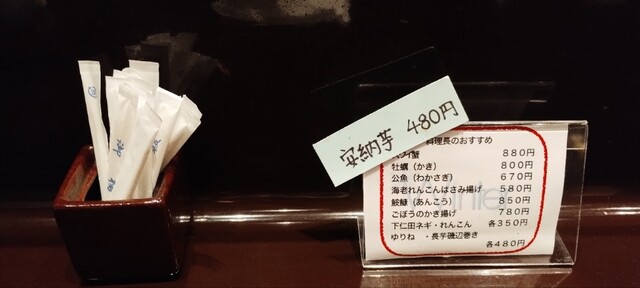 安納芋 480円
料理長のおすすめ
880円
牡蠣（かき） 800円
公魚（わかさぎ） 670円
海老れんこんはさみ揚げ 580円
鮟鱇（あんこう） 850円
ごぼうのかき揚げ 780円
下仁田ネギ・れんこん 各350円
ゆりね ・長芋磯辺巻き
各480円